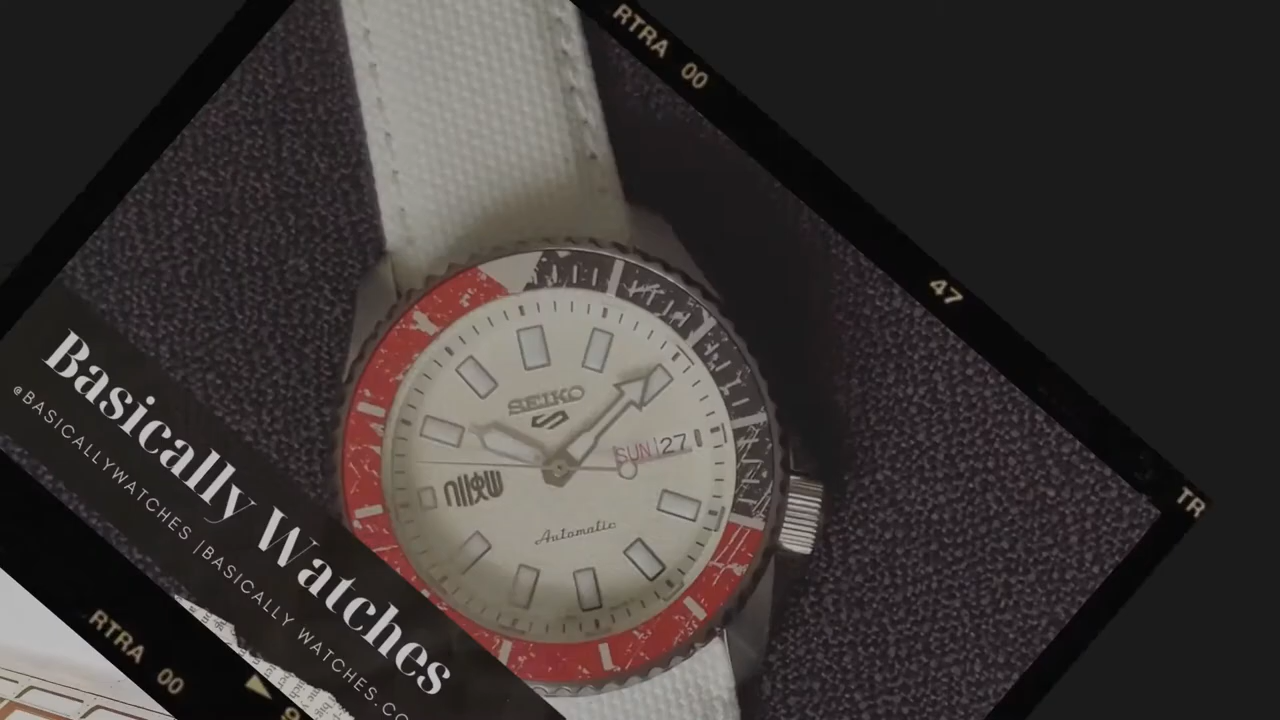 RTRA 00
47
TR
SEIKO
5
SUN 27
Automatic
Basically Watches
@BASICALLYWATCHES | BASICALLY WATCHES.CO
RTRA 00